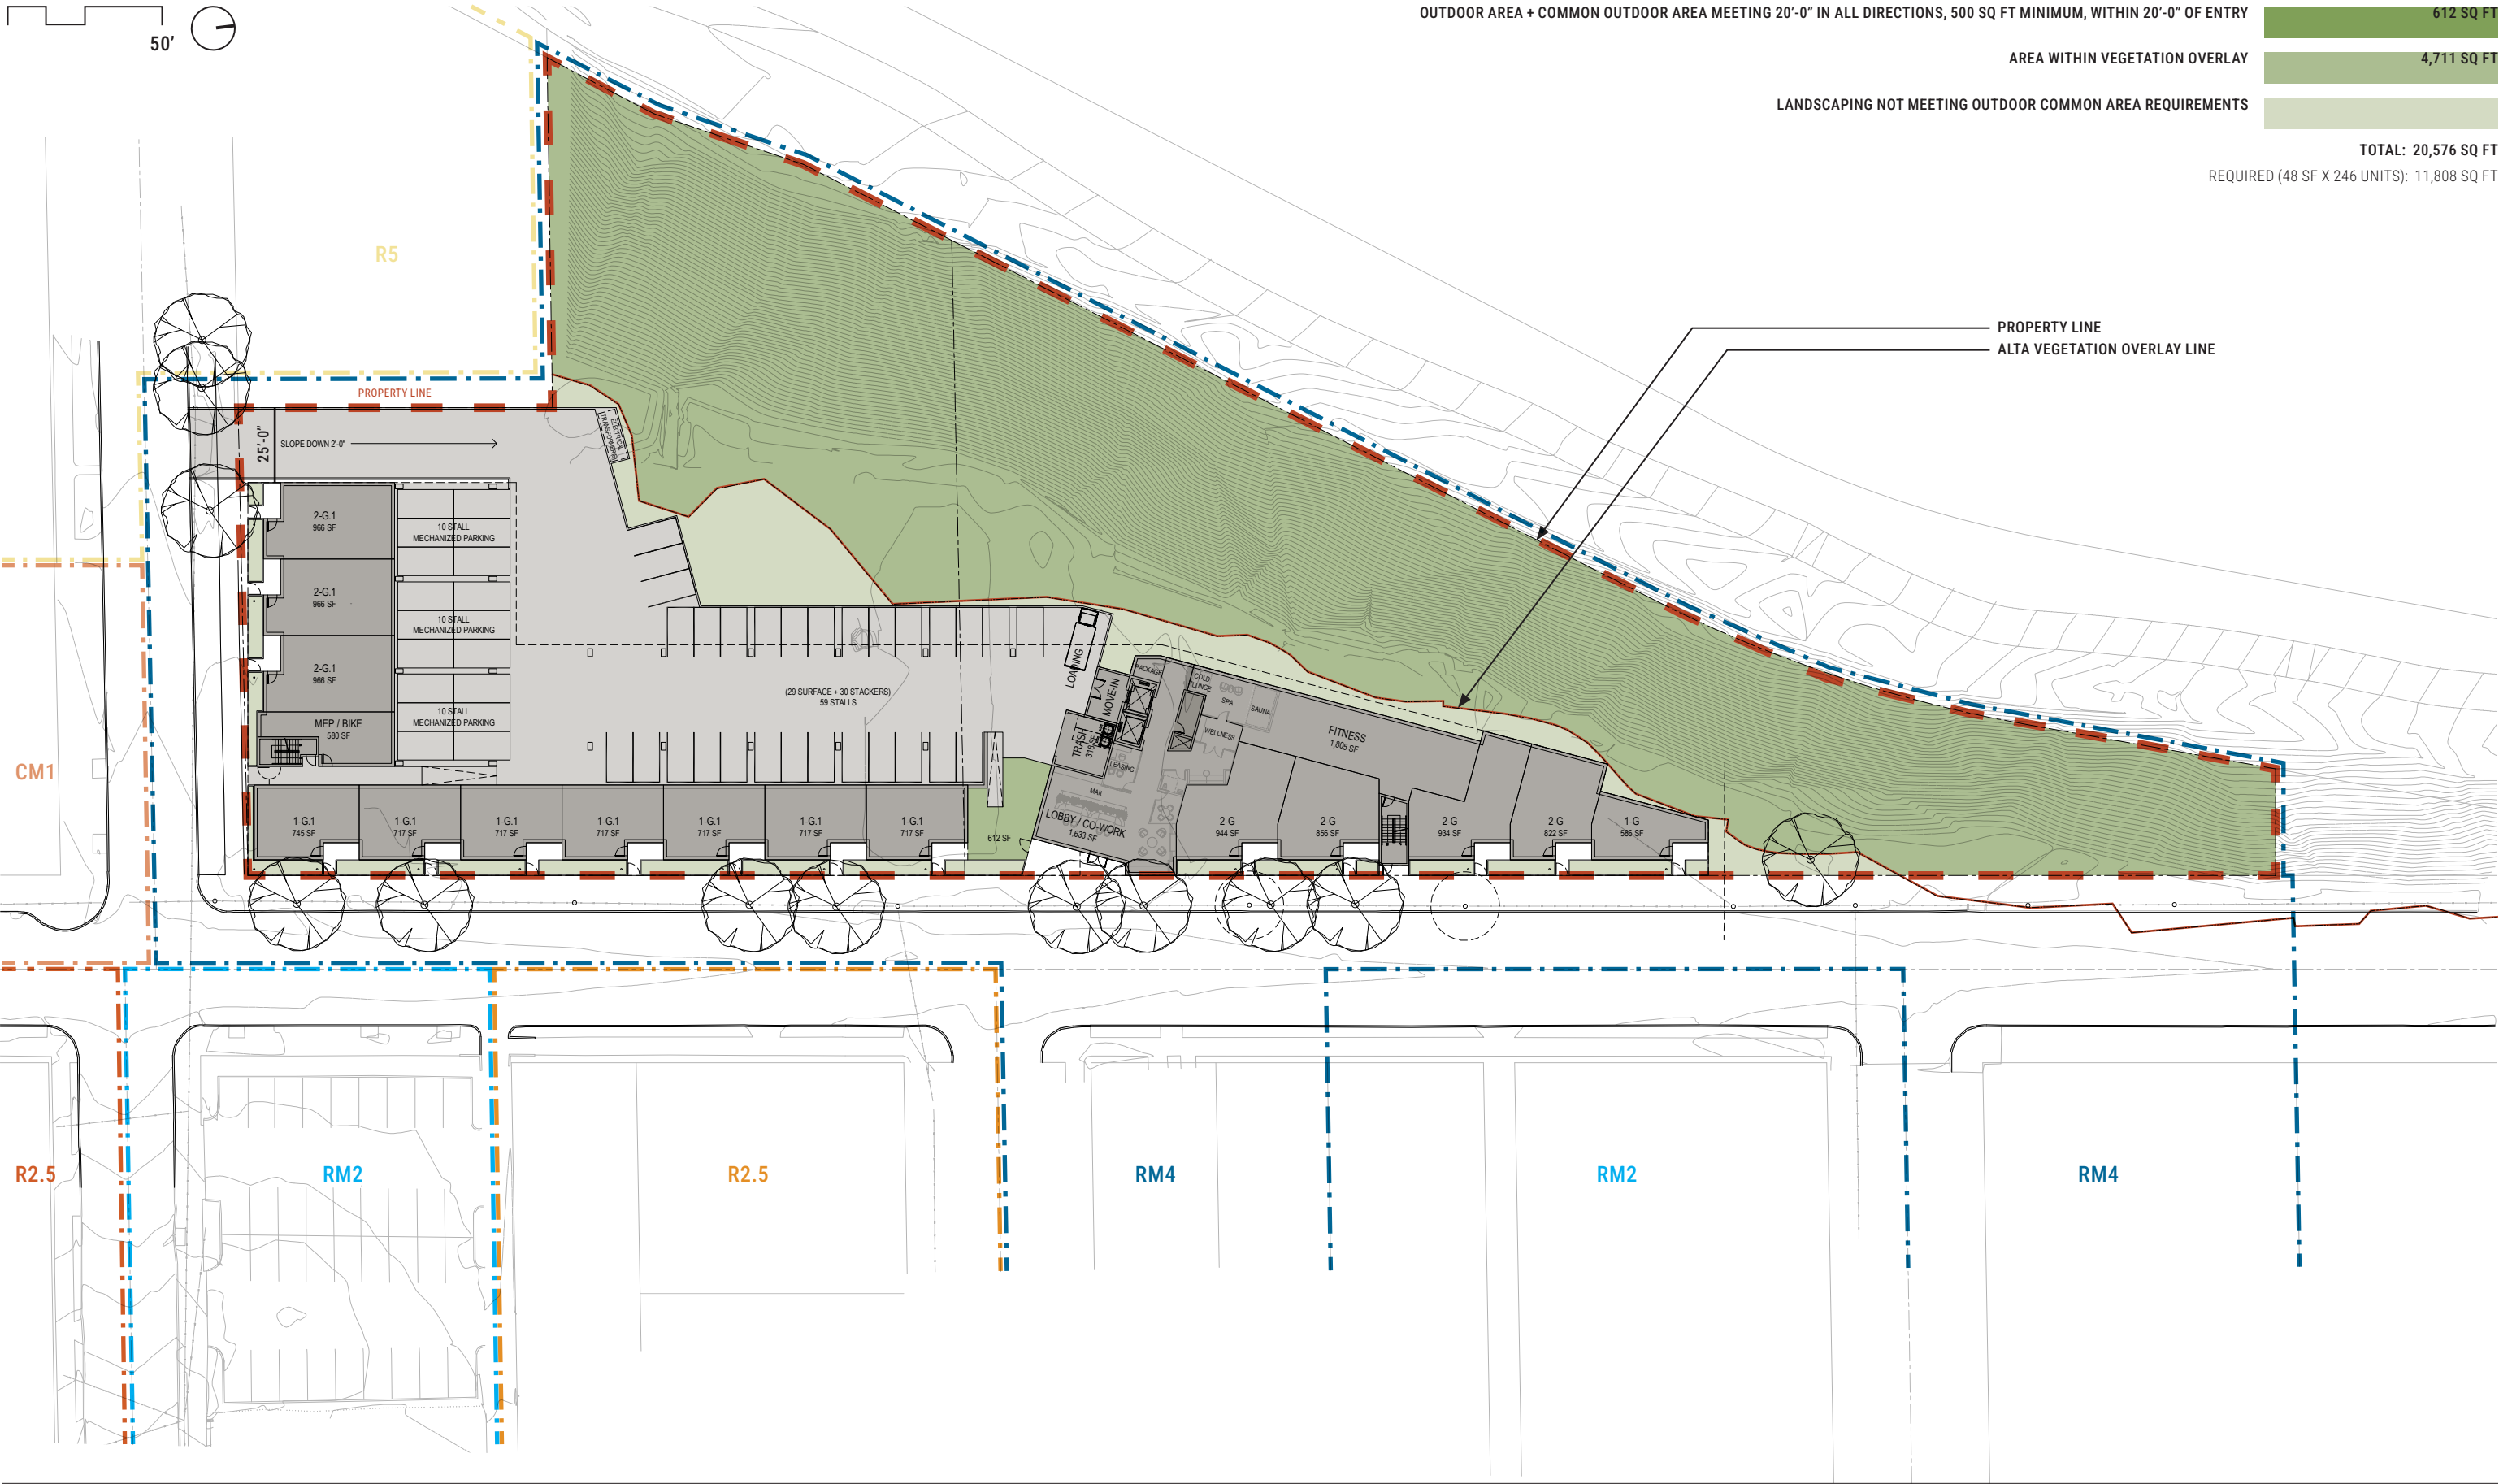 50’
OUTDOOR AREA + COMMON OUTDOOR AREA MEETING 20’-0” IN ALL DIRECTIONS, 500 SQ FT MINIMUM, WITHIN 20’-0” OF ENTRY
612 SQ FT
AREA WITHIN VEGETATION OVERLAY
4,711 SQ FT
LANDSCAPING NOT MEETING OUTDOOR COMMON AREA REQUIREMENTS
TOTAL: 20,576 SQ FT
REQUIRED (48 SF X 246 UNITS): 11,808 SQ FT
R5
PROPERTY LINE
ALTA VEGETATION OVERLAY LINE
PROPERTY LINE
25’-0”
SLOPE DOWN 2'-0"
ELECTRICAL
TRANSFORMERS
2-G.1
966 SF
10 STALL
MECHANIZED PARKING
2-G.1
966 SF
10 STALL
MECHANIZED PARKING
2-G.1
966 SF
10 STALL
MECHANIZED PARKING
MEP / BIKE
580 SF
(29 SURFACE + 30 STACKERS)
59 STALLS
LOADING
MOVE-IN
PACKAGE
COLD
PLUNGE
SPA
SAUNA
WELLNESS
TRASH
LEASING
MAIL
FITNESS
1,805 SF
LOBBY / CO-WORK
1,633 SF
612 SF
CM1
1-G.1
745 SF
1-G.1
717 SF
1-G.1
717 SF
1-G.1
717 SF
1-G.1
717 SF
1-G.1
717 SF
1-G.1
717 SF
2-G
944 SF
2-G
856 SF
2-G
934 SF
2-G
822 SF
1-G
586 SF
R2.5
RM2
R2.5
RM4
RM2
RM4